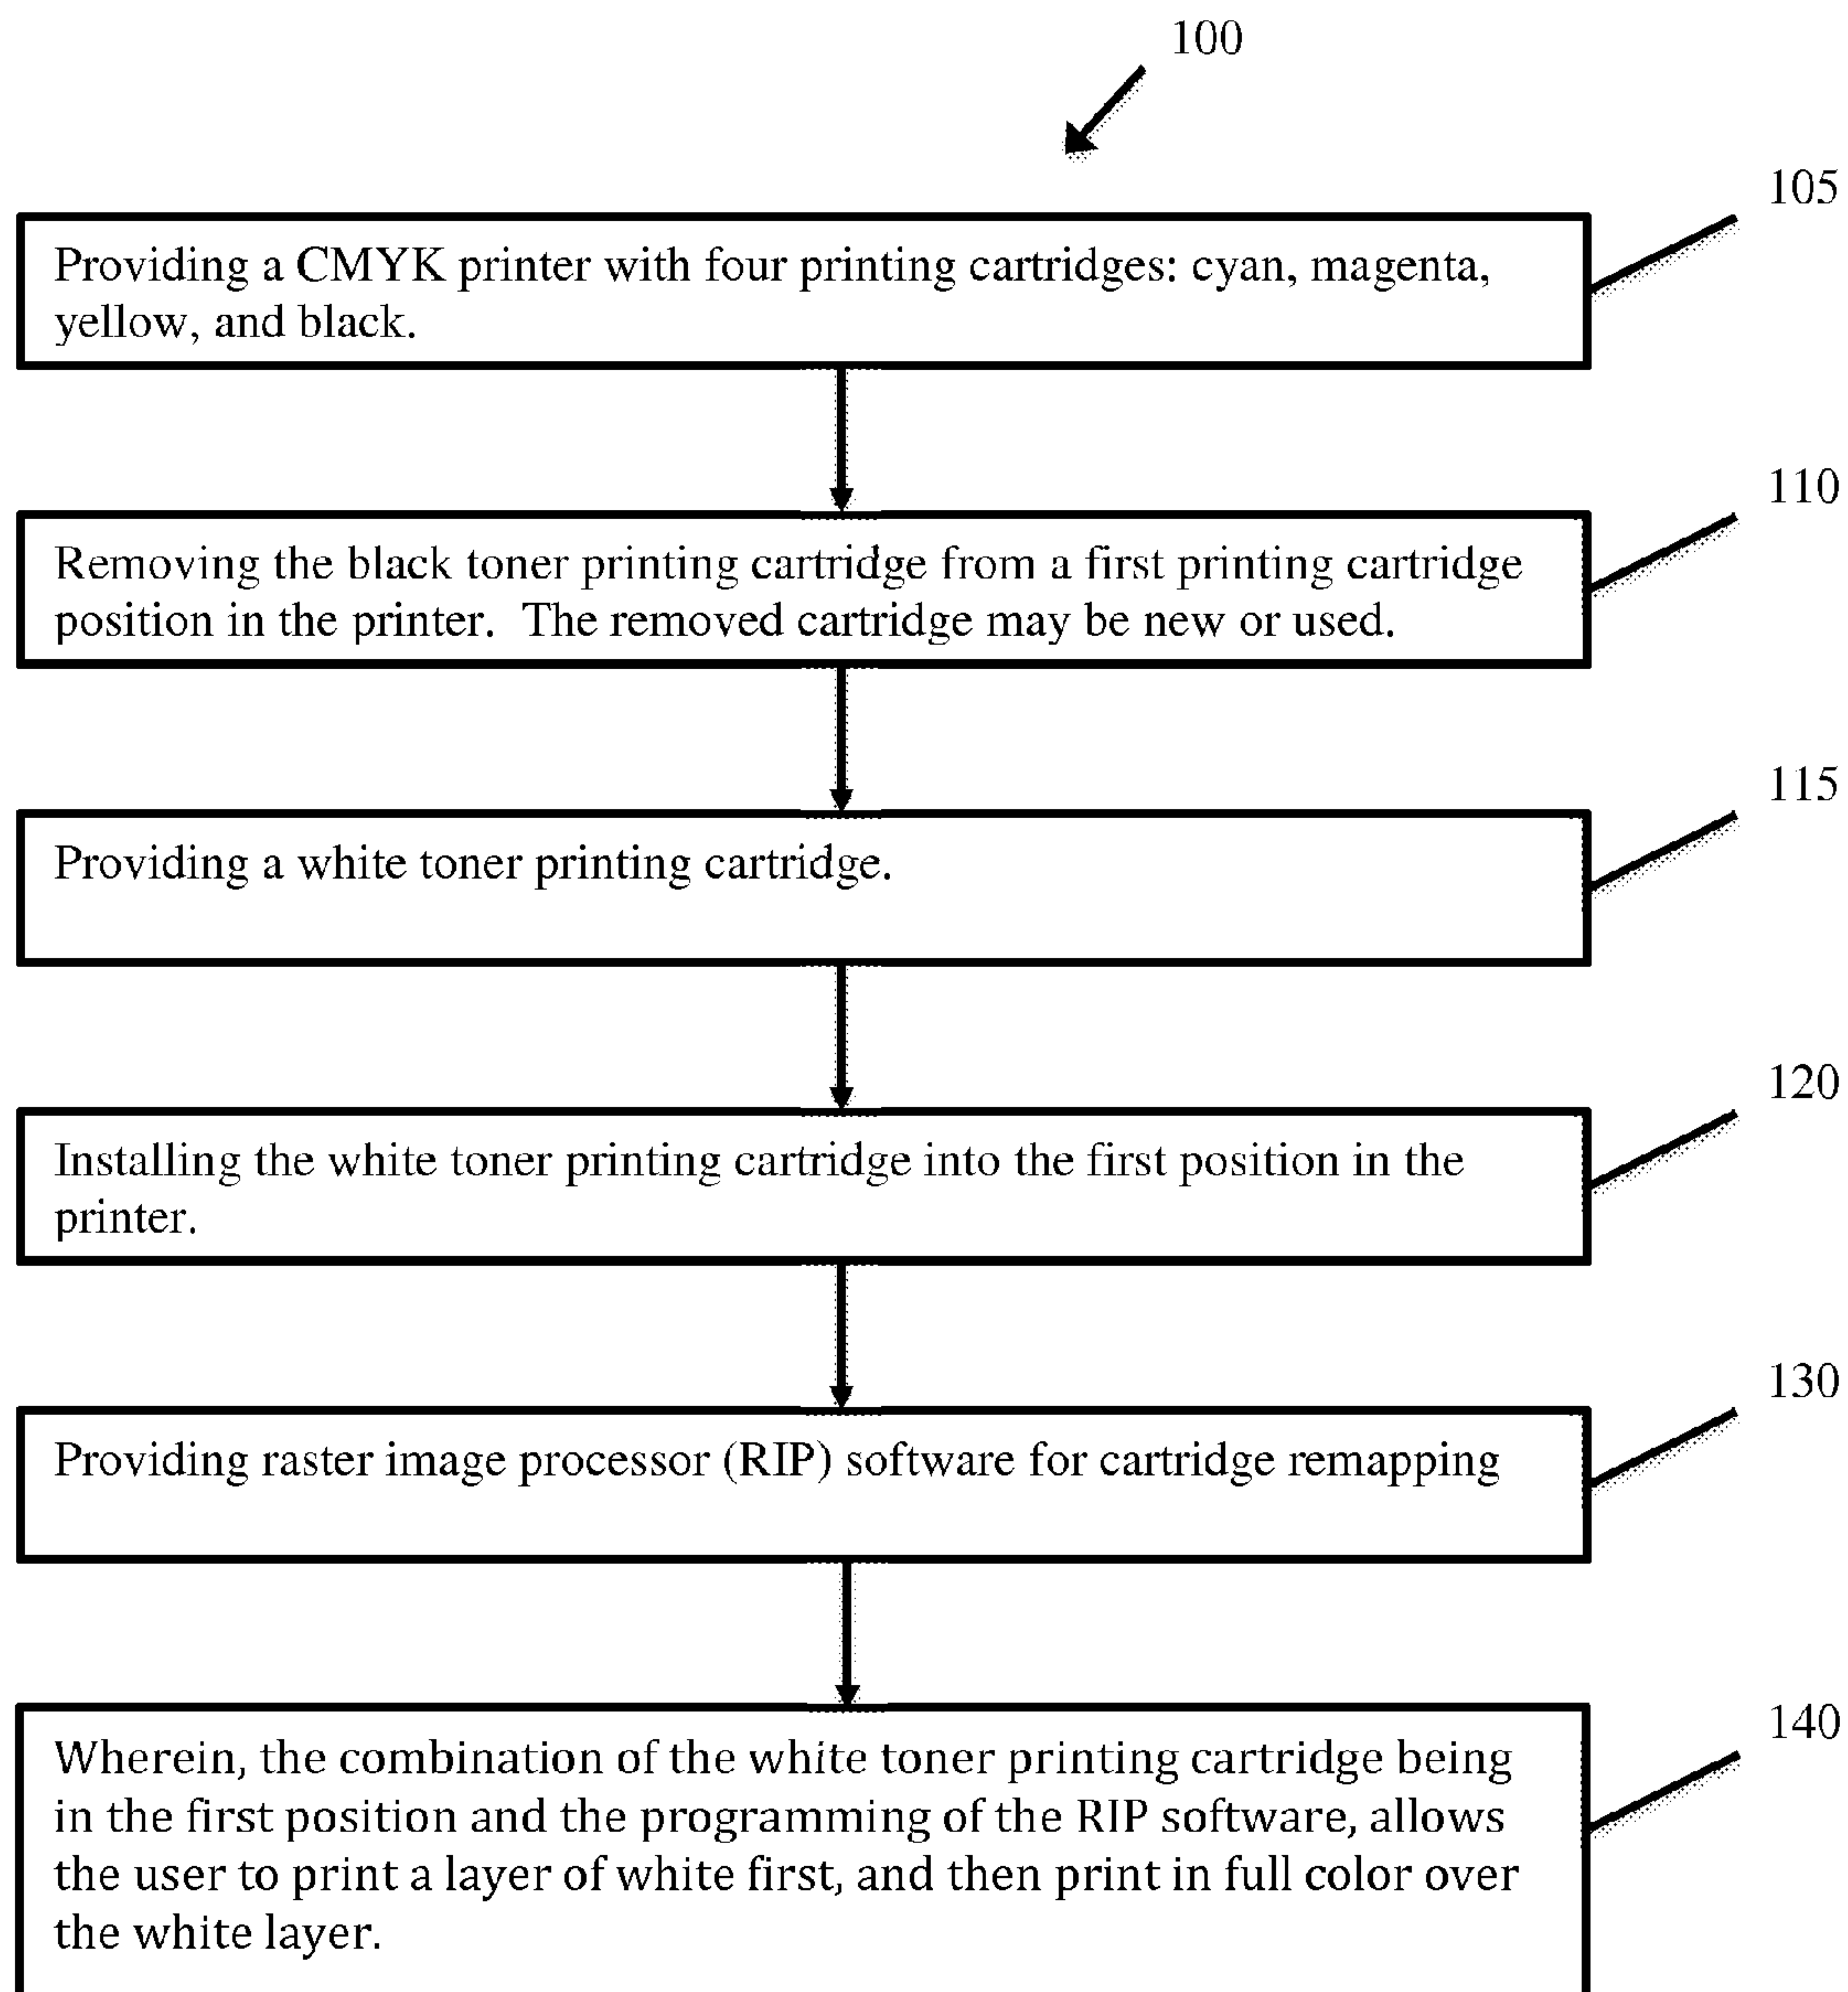 100
105
Providing a CMYK printer with four printing cartridges: cyan, magenta,
yellow, and black.
110
Removing the black toner printing cartridge from a first printing cartridge
position in the printer.  The removed cartridge may be new or used.
115
Providing a white toner printing cartridge.
120
Installing the white toner printing cartridge into the first position in the
printer.
130
Providing raster image processor (RIP) software for cartridge remapping
140
Wherein, the combination of the white toner printing cartridge being
in the first position and the programming of the RIP software, allows
the user to print a layer of white first, and then print in full color over
the white layer.